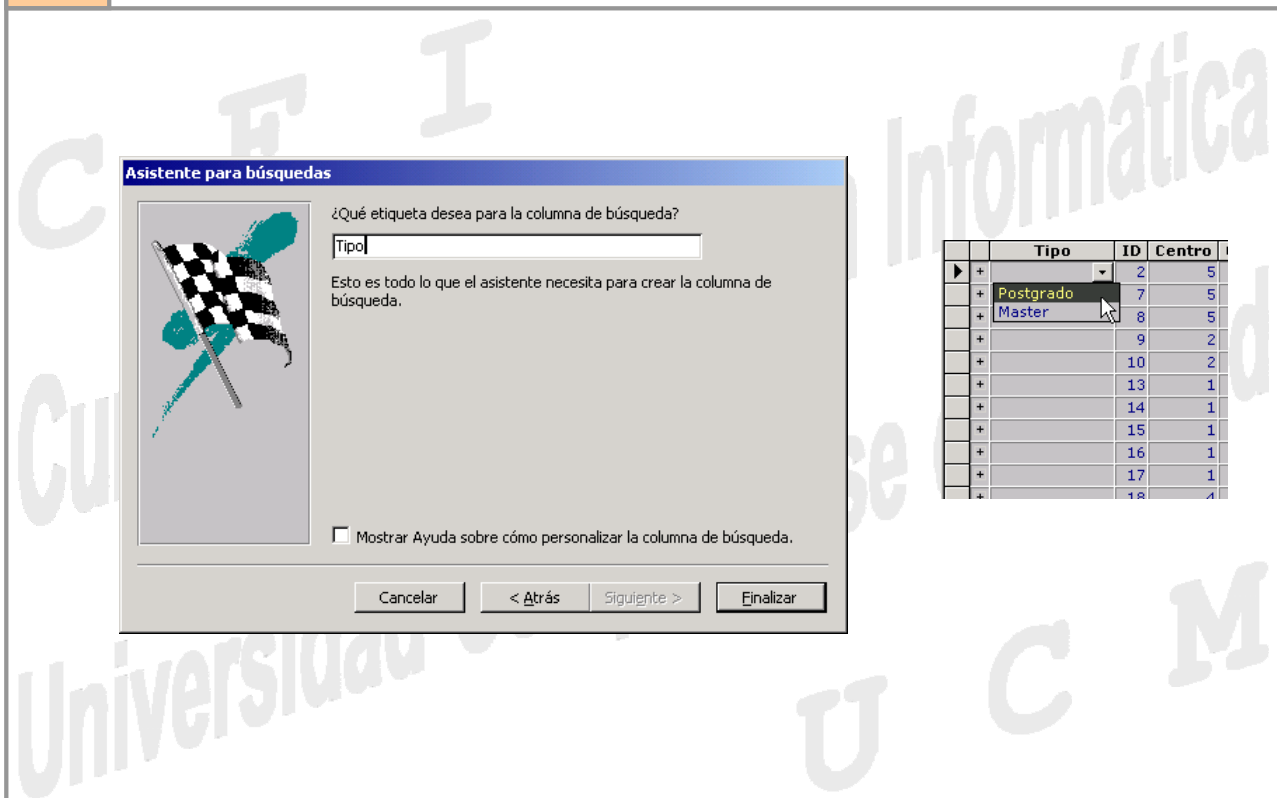 C F I
Informática
Asistente para búsquedas
¿Qué etiqueta desea para la columna de búsqueda?
Tipo
Esto es todo lo que el asistente necesita para crear la columna de
búsqueda.
Mostrar Ayuda sobre cómo personalizar la columna de búsqueda.
Cancelar < Atrás Siguiente > Finalizar
Tipo ID Centro
+ 2 5
+ Postgrado 7 5
+ Master 8 5
+ 9 2
+ 10 2
+ 13 1
+ 14 1
+ 15 1
+ 16 1
+ 17 1
+ 18 4
Universidad
U C M